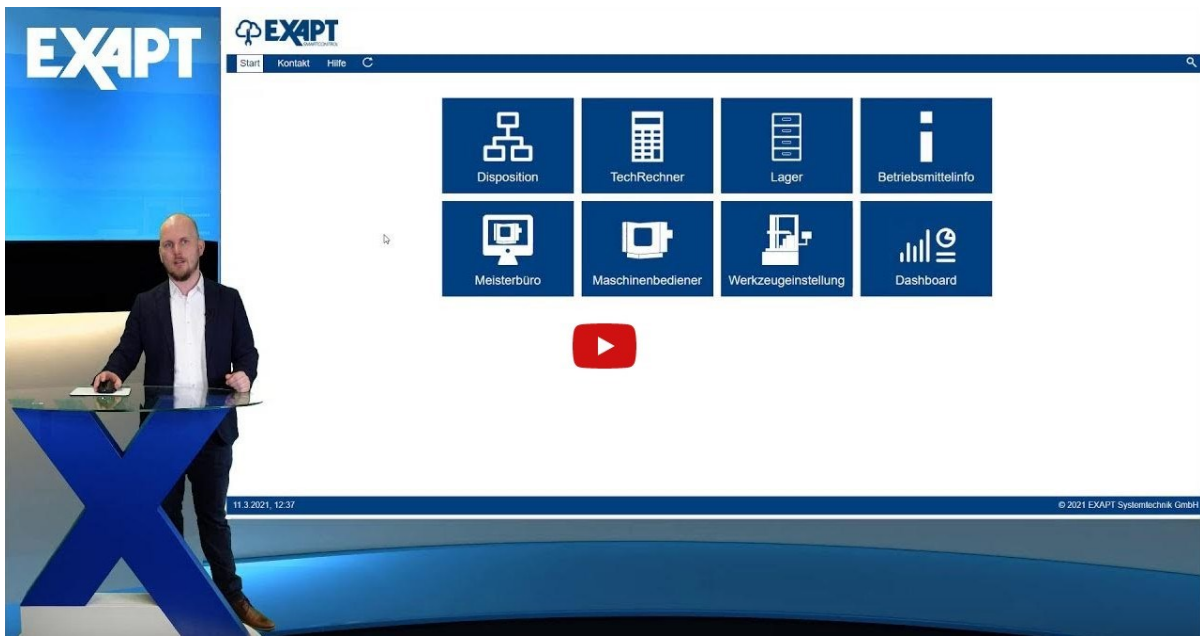 EXAPT
EXAPT
SMARTCONTROL
Start Kontakt Hilfe
Disposition TechRechner Lager Betriebsmittelinfo
Meisterbüro Maschinenbediener Werkzeugeinstellung Dashboard
11.3.2021, 12:37 © 2021 EXAPT Systemtechnik GmbH